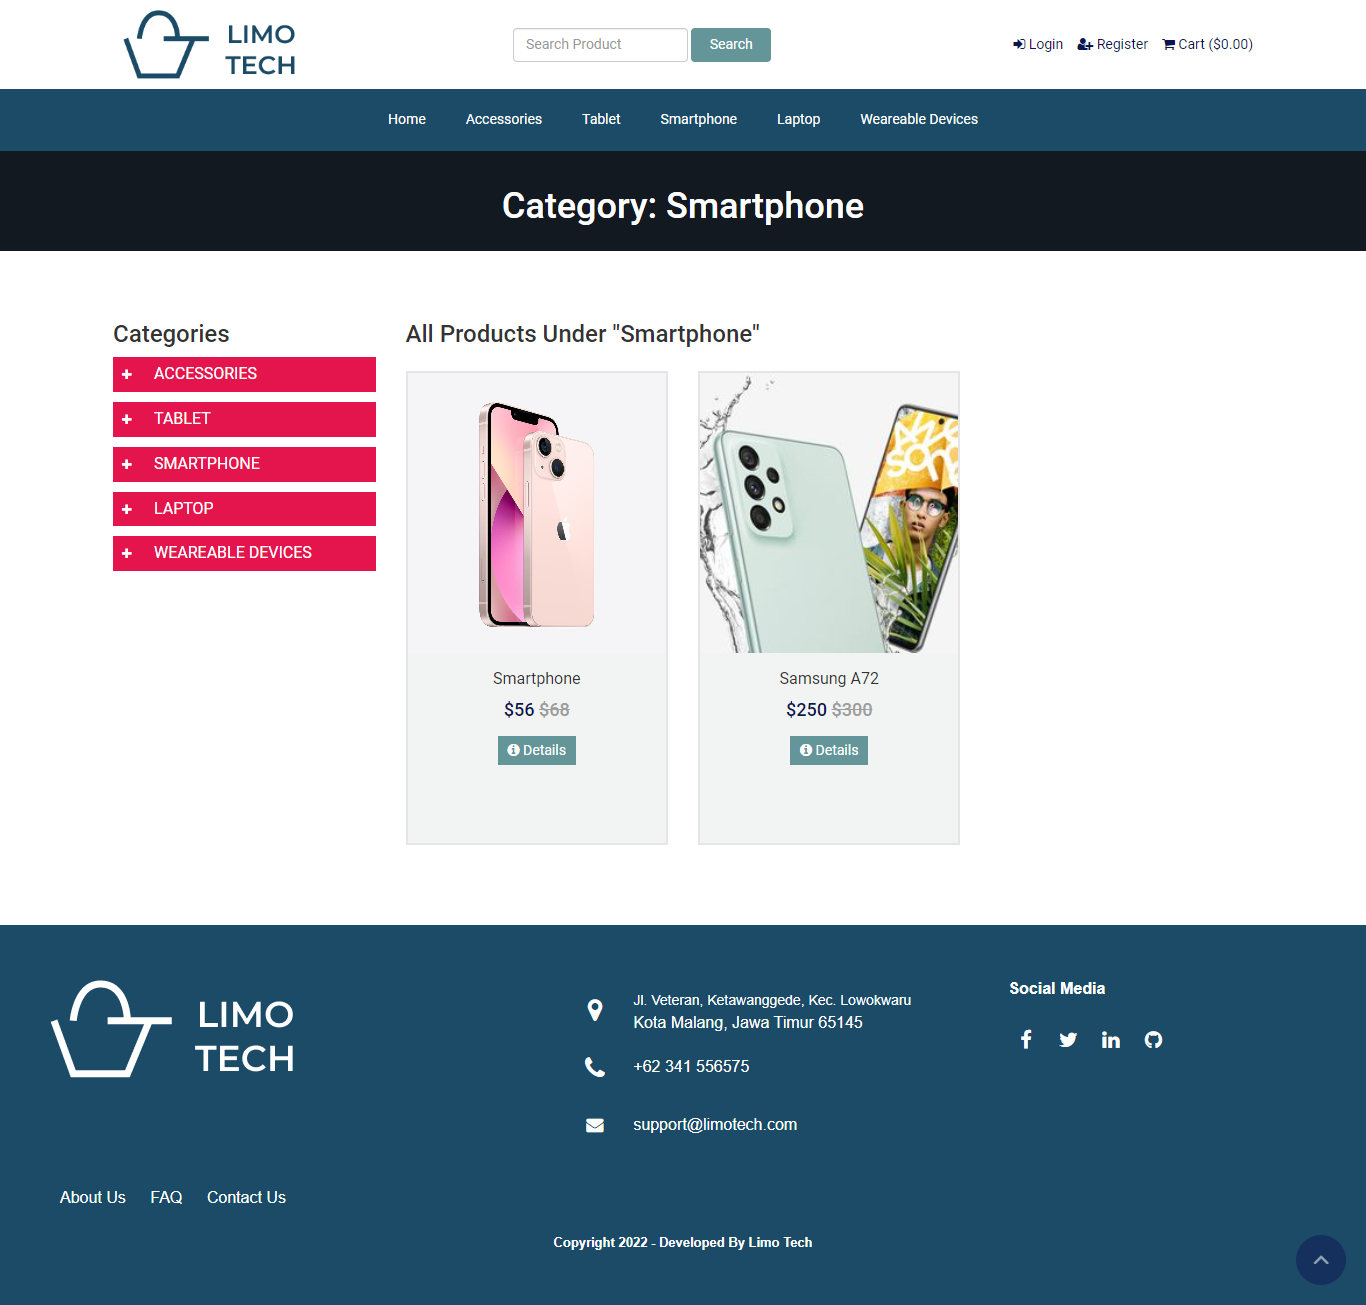 LIMO
TECH
Search Product
Search
Login
Register
Cart ($0.00)
Home
Accessories
Tablet
Smartphone
Laptop
Weareable Devices
Category: Smartphone
Categories
ACCESSORIES
TABLET
SMARTPHONE
LAPTOP
WEAREABLE DEVICES
All Products Under "Smartphone"
AWE
SOME
Smartphone
$56 $68
Details
Samsung A72
$250 $300
Details
LIMO
TECH
Jl. Veteran, Ketawanggede, Kec. Lowokwaru
Kota Malang, Jawa Timur 65145
+62 341 556575
support@limotech.com
Social Media
About Us
FAQ
Contact Us
Copyright 2022 - Developed By Limo Tech